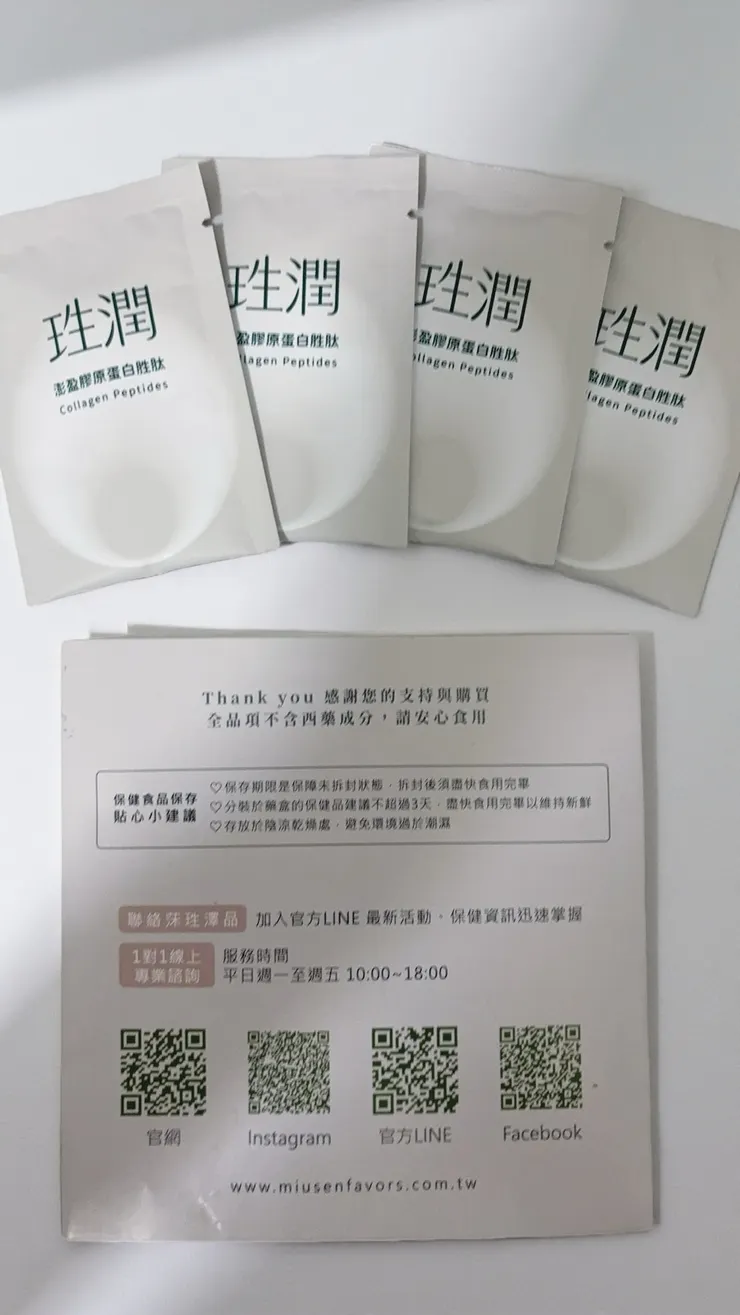 珄潤
澎盈膠原蛋白胜肽
Collagen Peptides
珄潤
盈膠原蛋白胜肽
llagen Peptides
珄潤
澎盈膠原蛋白胜肽
ollagen Peptides
珄潤
盈膠原蛋白胜肽
lagen Peptides
Thank you 感謝您的支持與購買
全品項不含西藥成分，請安心食用
保健食品保存
貼心小建議
♡保存期限是保障未拆封狀態，拆封後須盡快食用完畢
♡分裝於藥盒的保健品建議不超過3天，盡快食用完畢以維持新鮮
♡存放於陰涼乾燥處，避免環境過於潮濕
聯絡莯珄澤品 加入官方LINE 最新活動、保健資訊迅速掌握
1對1線上
專業諮詢
服務時間
平日週一至週五 10:00~18:00
官網
Instagram
官方LINE
Facebook
www.miusenfavors.com.tw